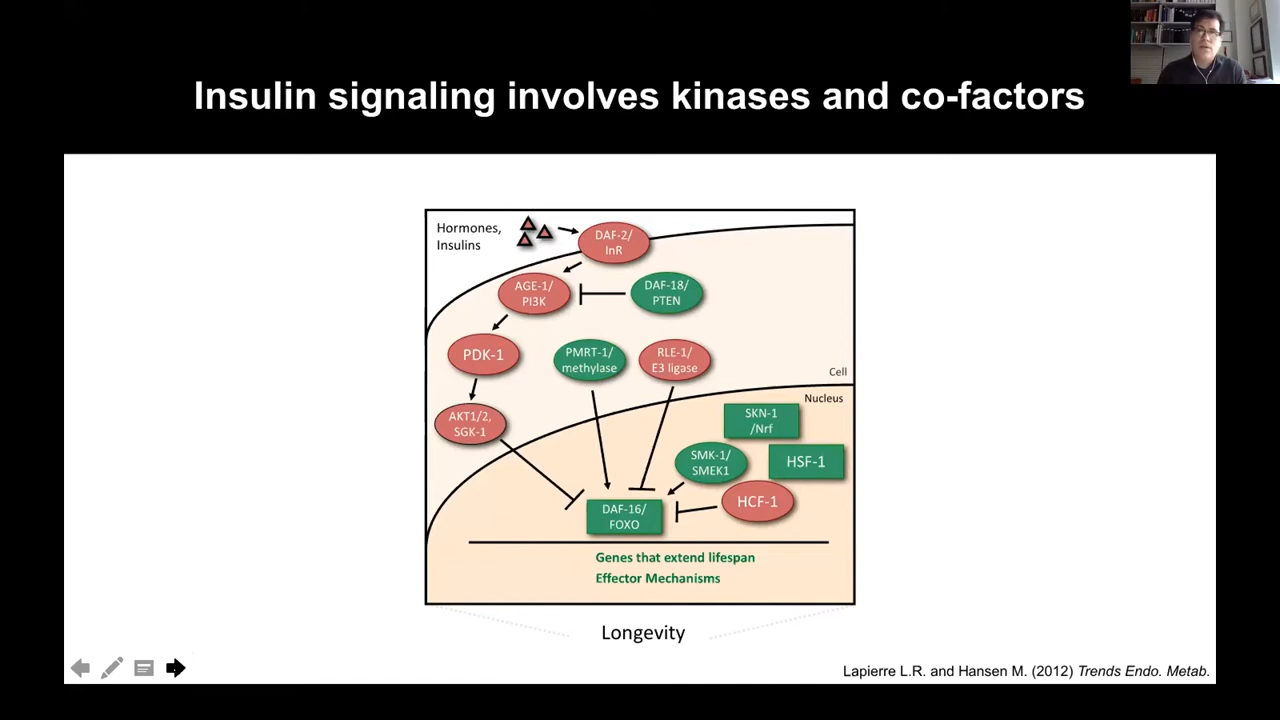 Insulin signaling involves kinases and co-factors
Hormones,
Insulins
DAF-2/
InR
AGE-1/
PI3K
DAF-18/
PTEN
PDK-1
PMRT-1/
methylase
RLE-1/
E3 ligase
Cell
Nucleus
AKT1/2,
SGK-1
SKN-1
/Nrf
SMK-1/
SMEK1
HSF-1
HCF-1
DAF-16/
FOXO
Genes that extend lifespan
Effector Mechanisms
Longevity
Lapierre L.R. and Hansen M. (2012) Trends Endo. Metab.